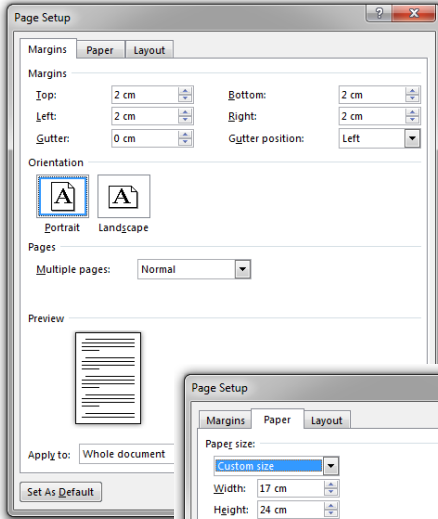 Page Setup
Margins Paper Layout
Margins
Top: 2 cm Bottom: 2 cm
Left: 2 cm Right: 2 cm
Gutter: 0 cm Gutter position: Left
Orientation
A A
Portrait Landscape
Pages
Multiple pages: Normal
Preview
Apply to: Whole document
Set As Default
Page Setup
Margins Paper Layout
Paper size:
Custom size
Width: 17 cm
Height: 24 cm